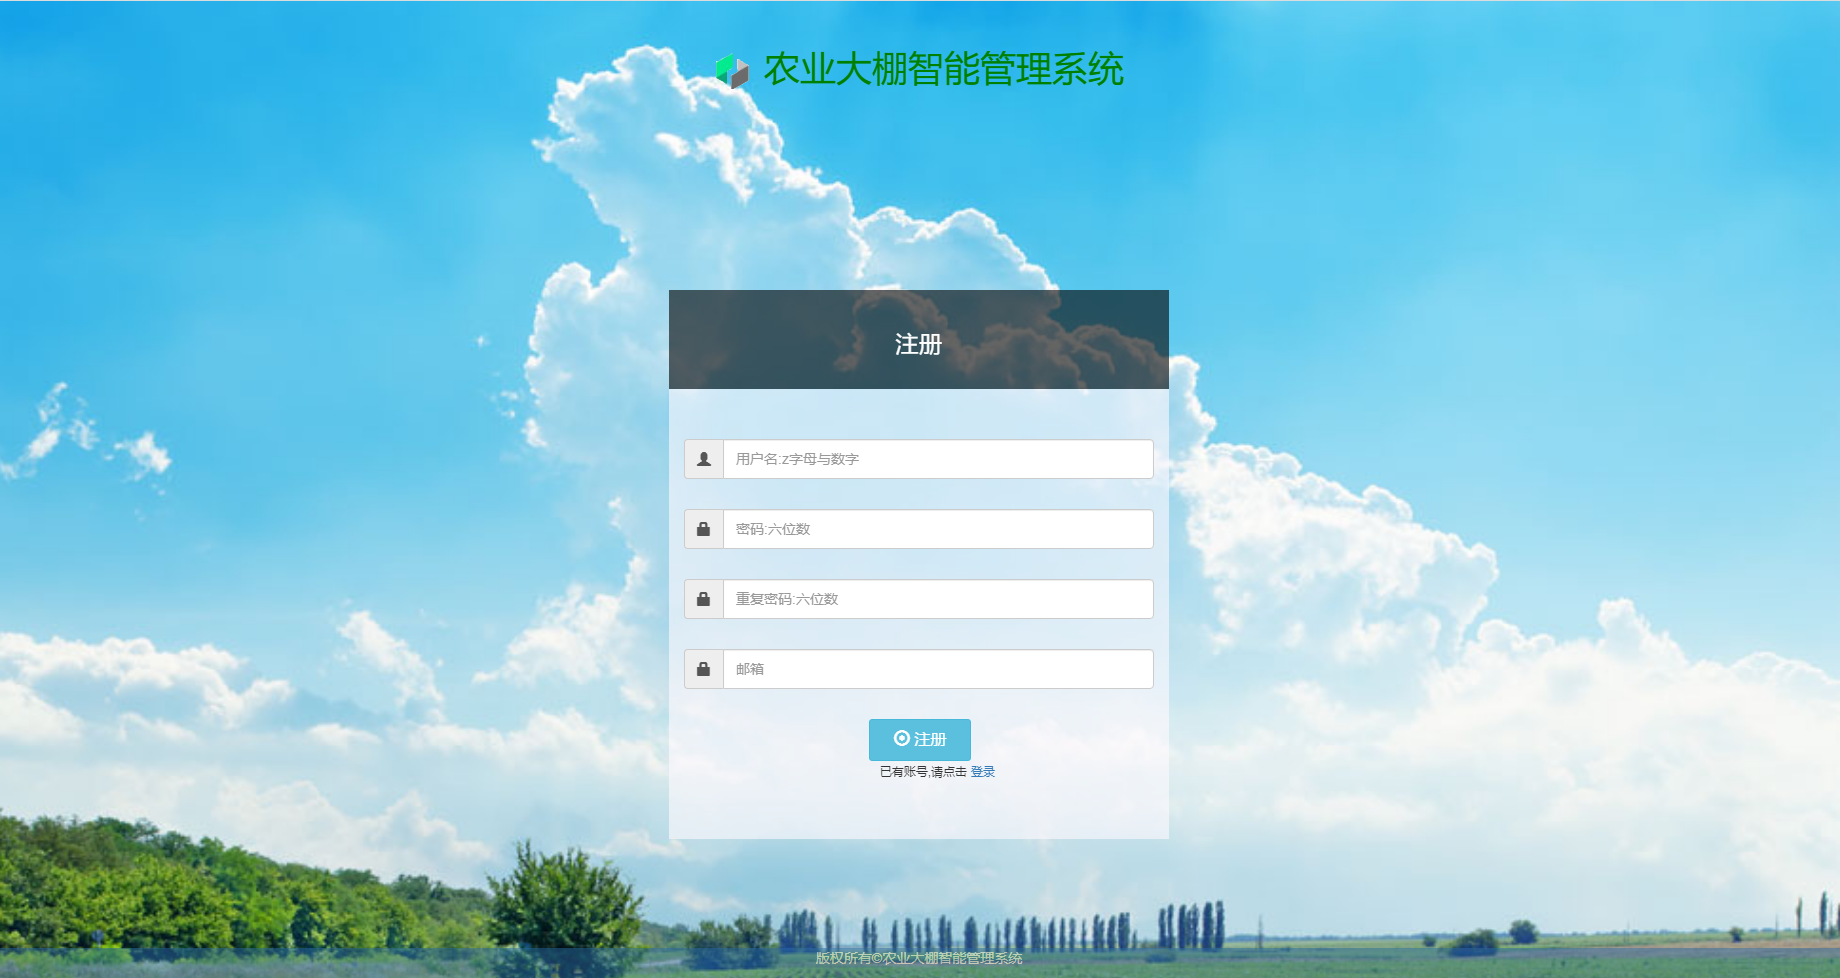 农业大棚智能管理系统
注册
用户名:z字母与数字
密码:六位数
重复密码:六位数
邮箱
注册
已有账号,请点击 登录
版权所有©农业大棚智能管理系统